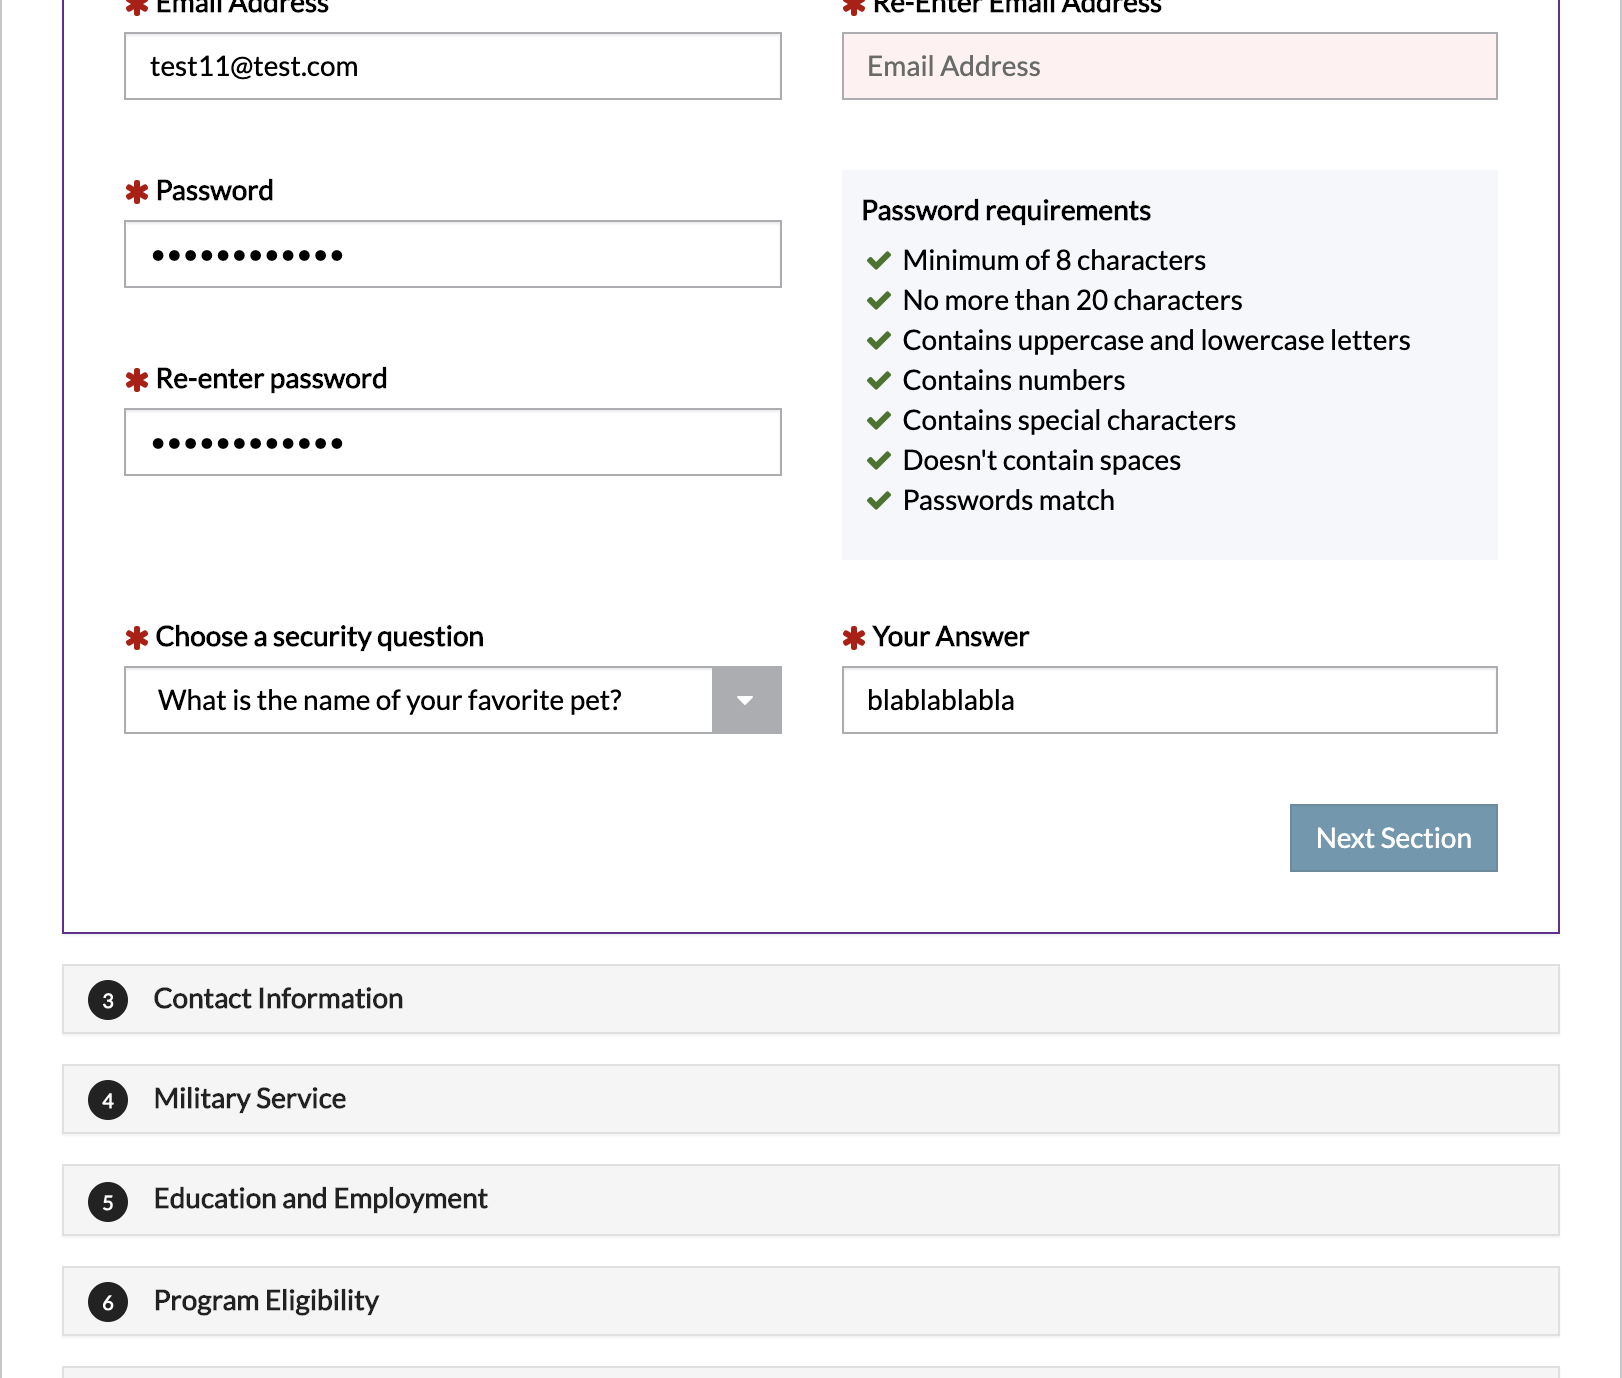 Email Address
Re-Enter Email Address
test11@test.com
Email Address
Password
Password requirements
Minimum of 8 characters
No more than 20 characters
Contains uppercase and lowercase letters
Contains numbers
Contains special characters
Doesn't contain spaces
Passwords match
Re-enter password
Choose a security question
Your Answer
What is the name of your favorite pet?
blablablabla
Next Section
3 Contact Information
4 Military Service
5 Education and Employment
6 Program Eligibility